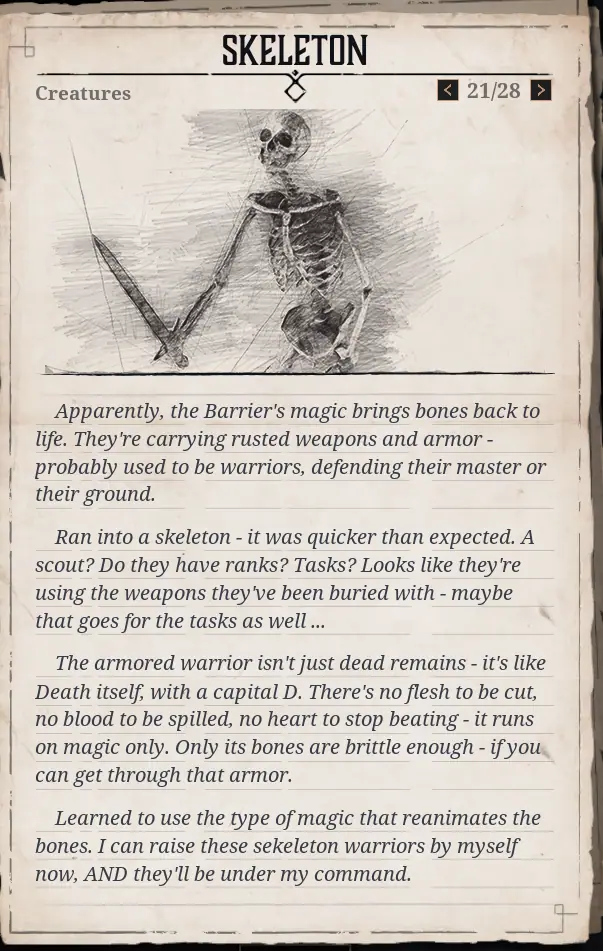 SKELETON
Creatures
< 21/28 >
Apparently, the Barrier's magic brings bones back to
life. They're carrying rusted weapons and armor -
probably used to be warriors, defending their master or
their ground.
Ran into a skeleton - it was quicker than expected. A
scout? Do they have ranks? Tasks? Looks like they're
using the weapons they've been buried with - maybe
that goes for the tasks as well ...
The armored warrior isn't just dead remains - it's like
Death itself, with a capital D. There's no flesh to be cut,
no blood to be spilled, no heart to stop beating - it runs
on magic only. Only its bones are brittle enough - if you
can get through that armor.
Learned to use the type of magic that reanimates the
bones. I can raise these sekeleton warriors by myself
now, AND they'll be under my command.